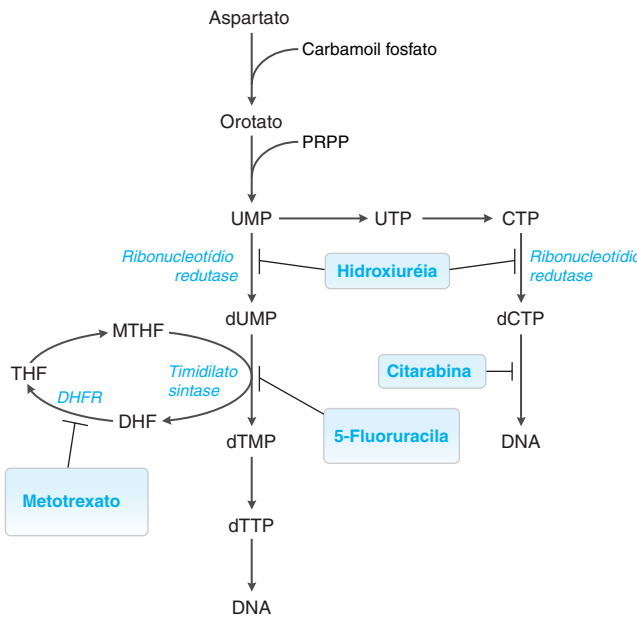 Aspartato
Carbamoil fosfato
Orotato
PRPP
UMP
UTP
CTP
Ribonucleotídio
redutase
Hidroxiuréia
Ribonucleotídio
redutase
dUMP
dCTP
MTHF
THF
DHFR
DHF
Timidilato
sintase
Citarabina
5-Fluoruracila
dTMP
DNA
Metotrexato
dTTP
DNA